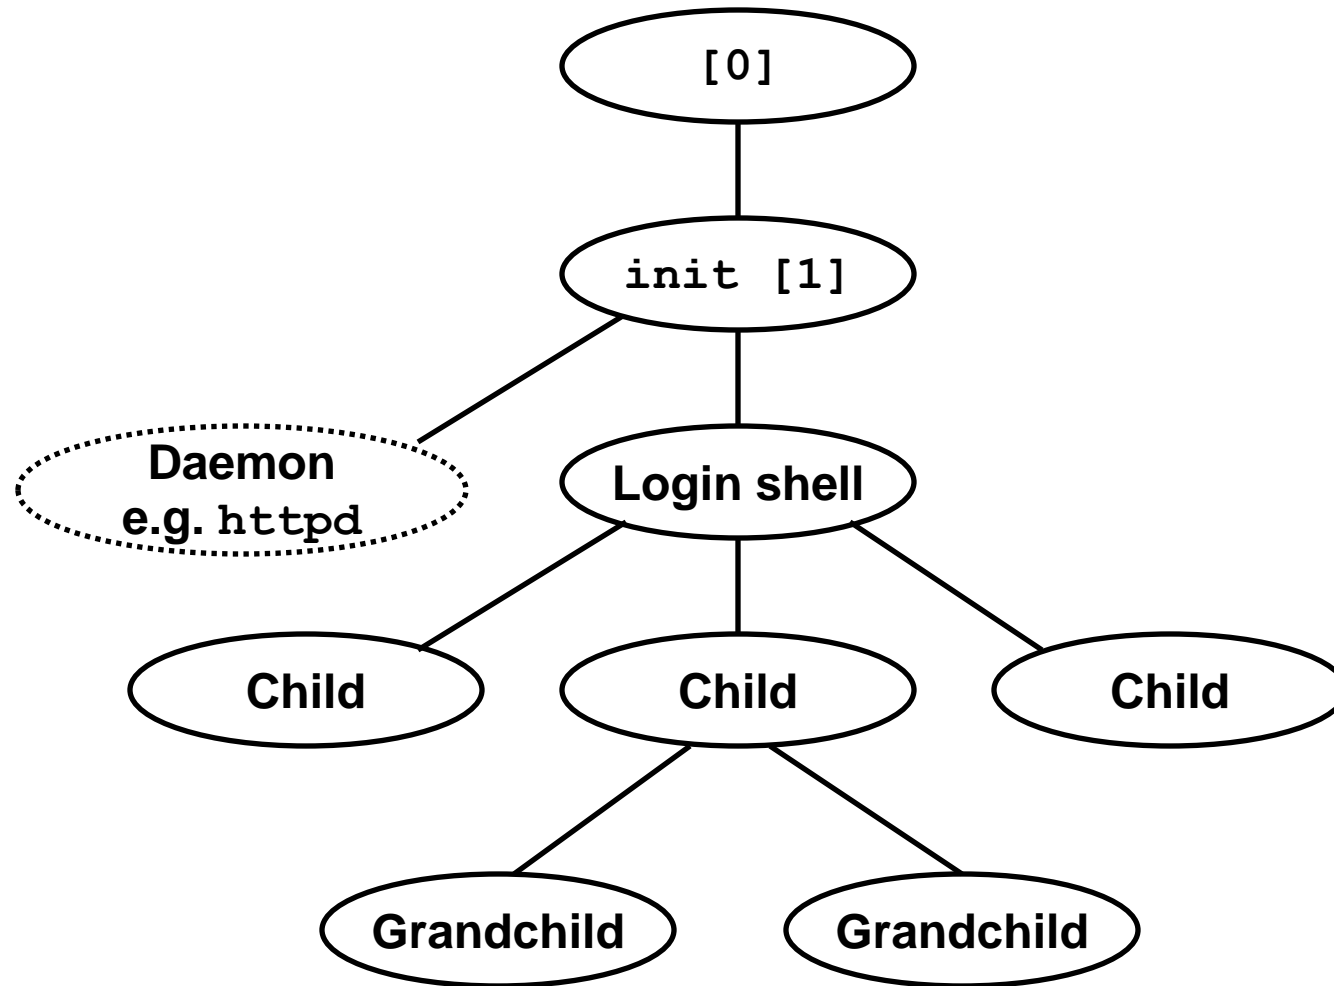 [0]
init [1]
Daemon
e.g. httpd
Login shell
Child
Child
Child
Grandchild
Grandchild